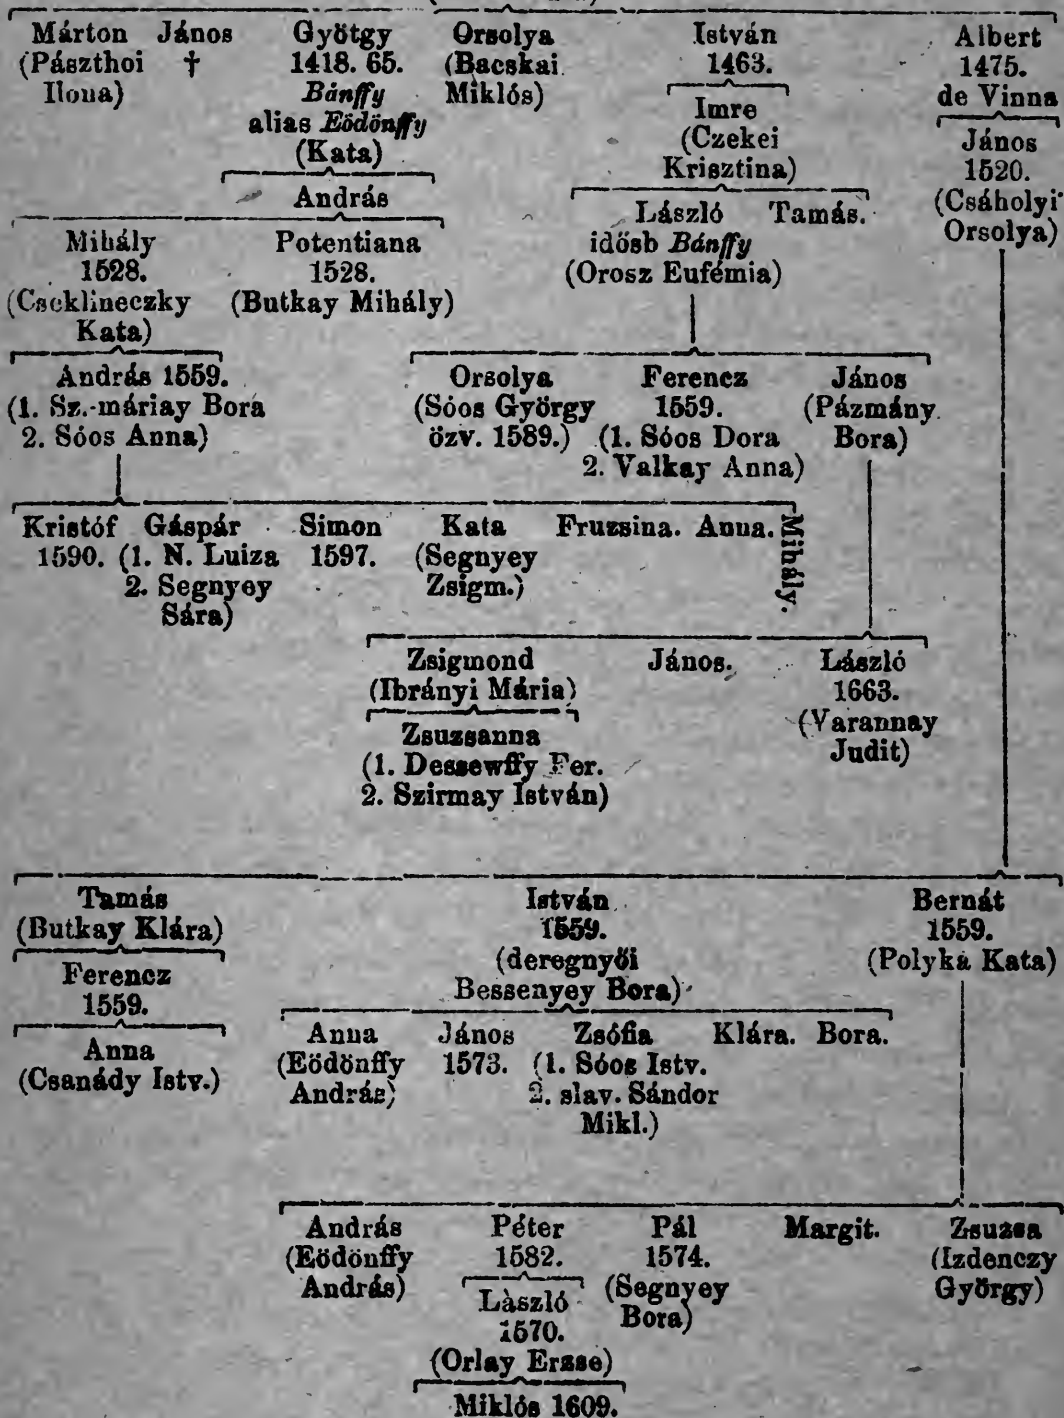 Márton János Gyötgy Orsolya István Albert
(Pászthoi † 1418. 65. (Bacskai 1463. 1475.
Ilona) Bánffy Miklós) Imre de Vinna
alias Eödönffy (Czekei János
(Kata) Krisztina) 1520.
András László Tamás. (Csáholyi
Mihály Potentiana idősb Bánffy Orsolya)
1528. 1528. (Orosz Eufémia)
(Cseklineczky (Butkay Mihály)
Kata)
András 1559. Orsolya Ferencz János
(1. Sz.-máriay Bora (Sóos György 1559. (Pázmány
2. Sóos Anna) özv. 1589.) (1. Sóos Dora Bora)
2. Valkay Anna)
Kristóf Gáspár Simon Kata Fruzsina. Anna. Mihály.
1590. (1. N. Luiza 1597. (Segnyey
2. Segnyey Zsigm.)
Sára)
Zsigmond János. László
(Ibrányi Mária) 1663.
Zsuzsanna (Varannay
(1. Dessewffy Fer. Judit)
2. Szirmay István)
Tamás István Bernát
(Butkay Klára) 1559. 1559.
Ferencz (deregnyői (Polyka Kata)
1559. Bessenyey Bora)
Anna Anna János Zsófia Klára. Bora.
(Csanády Istv.) (Eödönffy 1573. (1. Sóos Istv.
András) 2. slav. Sándor
Mikl.)
András Péter Pál Margit. Zsuzsa
(Eödönffy 1582. 1574. (Izdenczy
András) Làszló (Segnyey György)
1570. Bora)
(Orlay Erzse)
Miklós 1609.